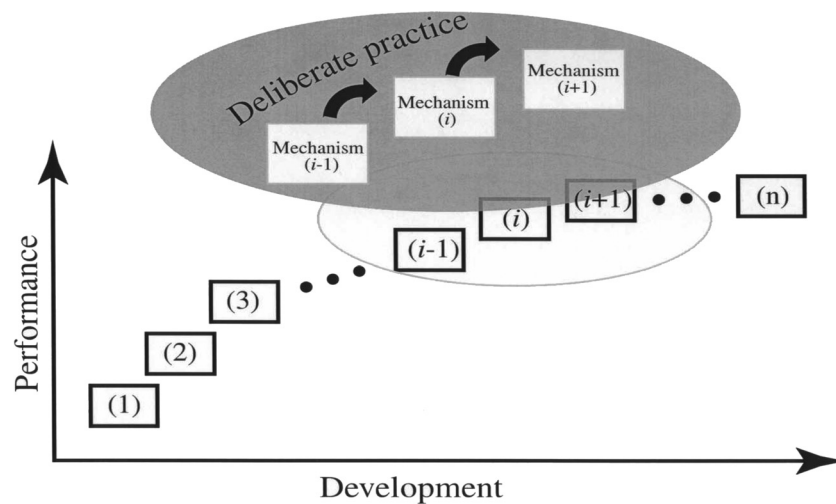 Deliberate practice
Mechanism
(i-1)
Mechanism
(i)
Mechanism
(i+1)
(1)
(2)
(3)
(i-1)
(i)
(i+1)
(n)
Performance
Development